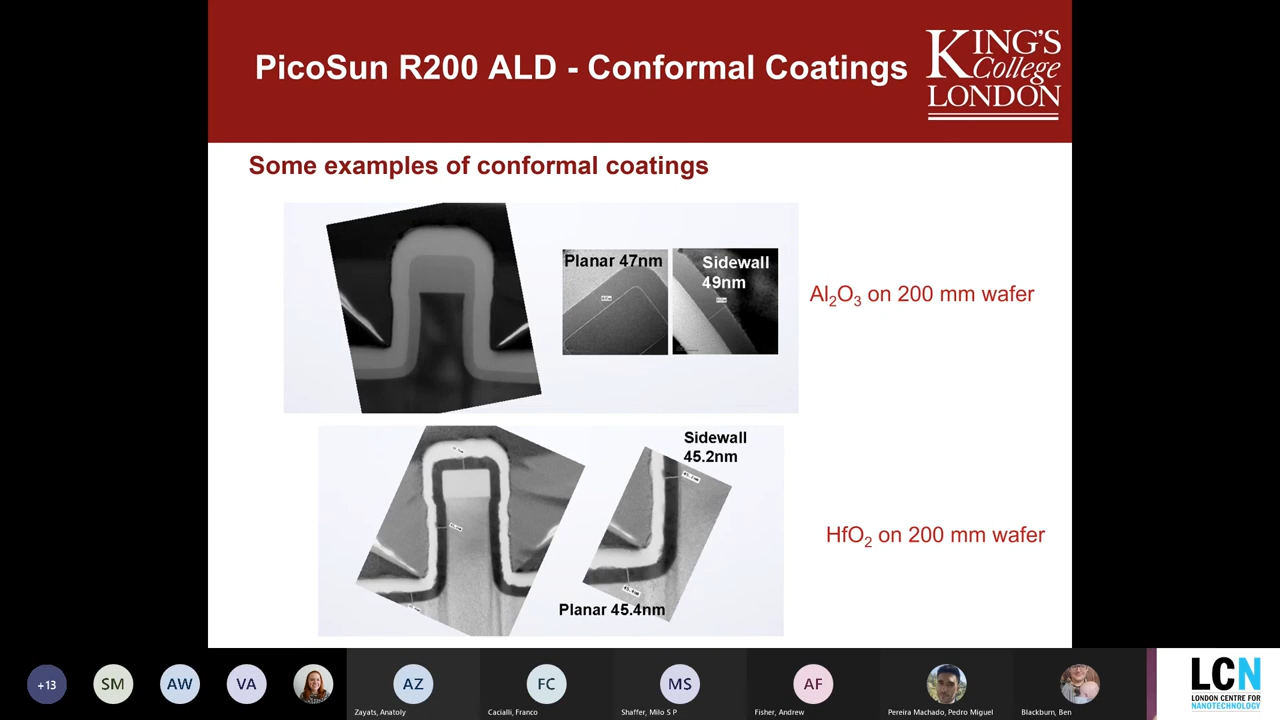 PicoSun R200 ALD - Conformal Coatings
KING'S
College
LONDON
Some examples of conformal coatings
Planar 47nm
Sidewall
49nm
Al₂O₃ on 200 mm wafer
Sidewall
45.2nm
HfO₂ on 200 mm wafer
Planar 45.4nm
+13
SM
AW
VA
AZ
FC
MS
AF
Zayats, Anatoly
Cacialli, Franco
Shaffer, Milo S P
Fisher, Andrew
Pereira Machado, Pedro Miguel
Blackburn, Ben
LCN
LONDON CENTRE FOR
NANOTECHNOLOGY